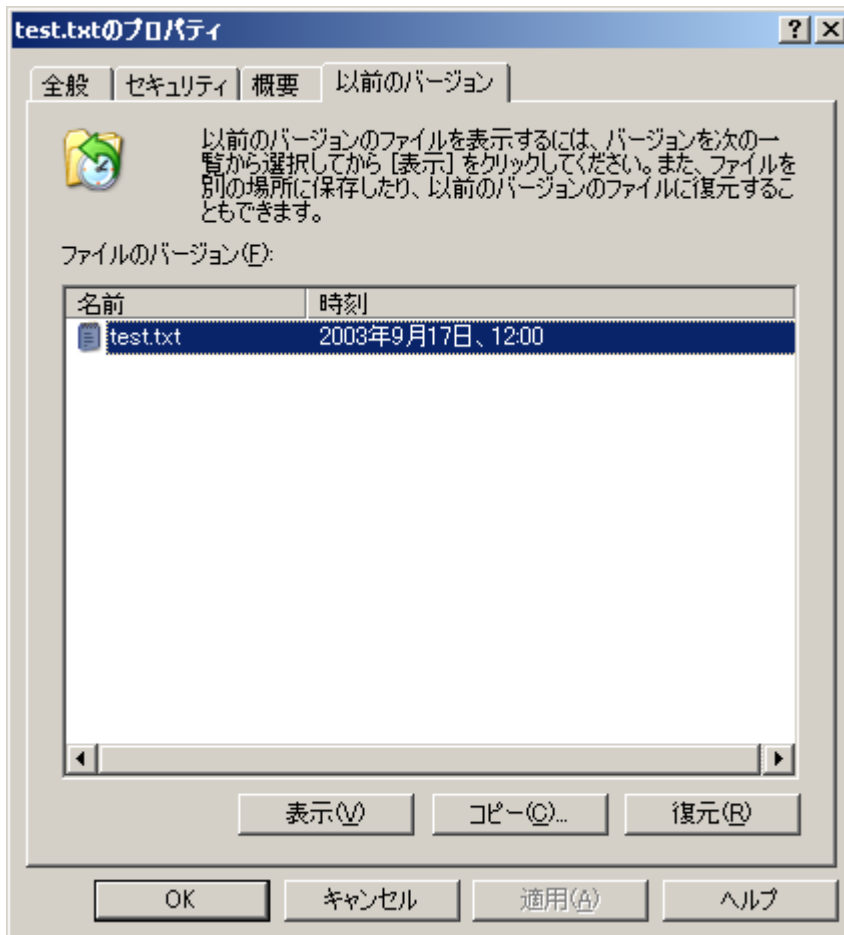 test.txtのプロパティ
全般 セキュリティ 概要 以前のバージョン
以前のバージョンのファイルを表示するには、バージョンを次の一
覧から選択してから [表示] をクリックしてください。また、ファイルを
別の場所に保存したり、以前のバージョンのファイルに復元するこ
ともできます。
ファイルのバージョン(F):
名前 時刻
test.txt 2003年9月17日、12:00
表示(V) コピー(C)... 復元(R)
OK キャンセル 適用(A) ヘルプ